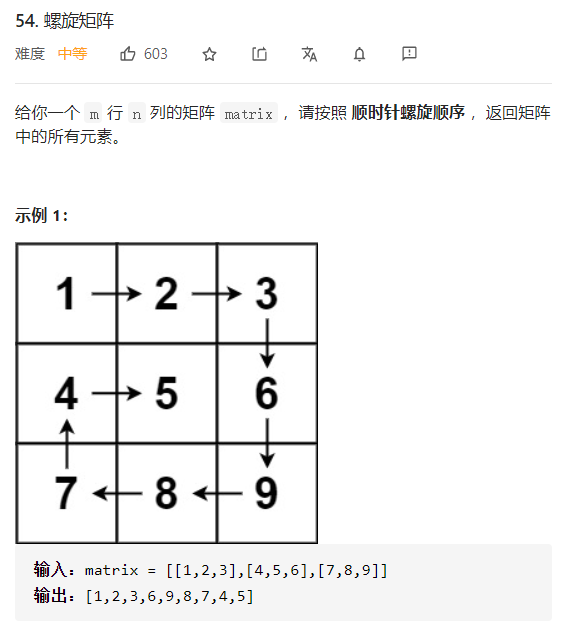 54. 螺旋矩阵
难度 中等 603
给你一个 m 行 n 列的矩阵 matrix ，请按照 顺时针螺旋顺序 ，返回矩阵
中的所有元素。
示例 1：
1 2 3
4 5 6
7 8 9
输入：matrix = [[1,2,3],[4,5,6],[7,8,9]]
输出：[1,2,3,6,9,8,7,4,5]